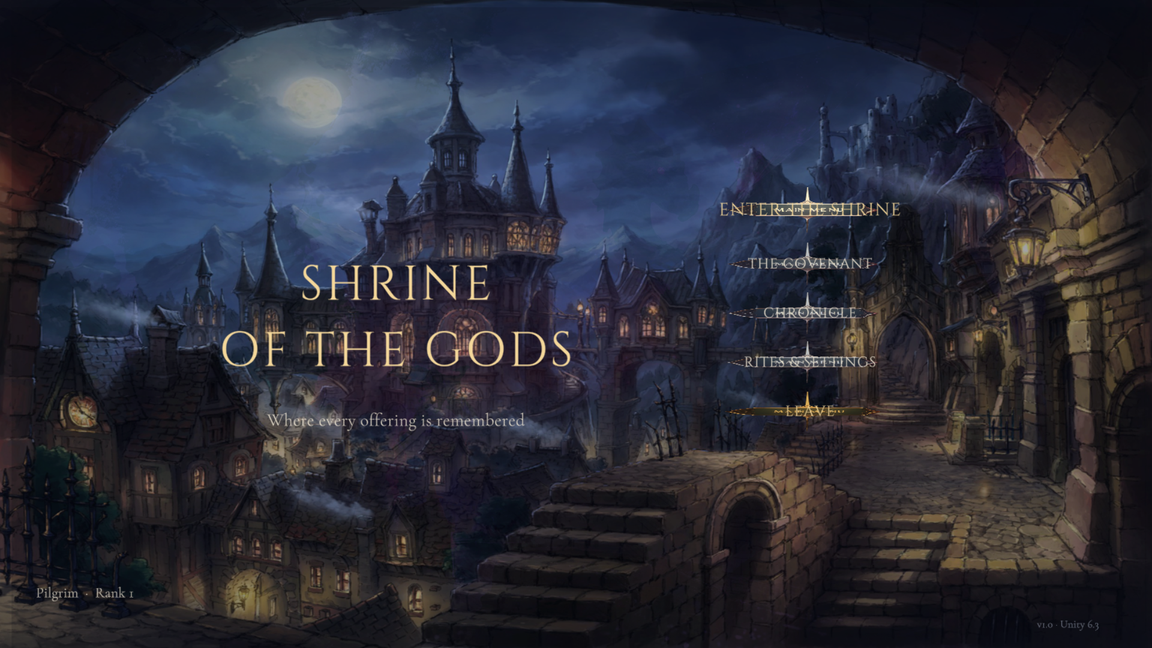 SHRINE
OF THE GODS
Where every offering is remembered
ENTER THE SHRINE
THE COVENANT
CHRONICLE
RITES & SETTINGS
LEAVE
Pilgrim · Rank 1
v1.0 · Unity 6.3